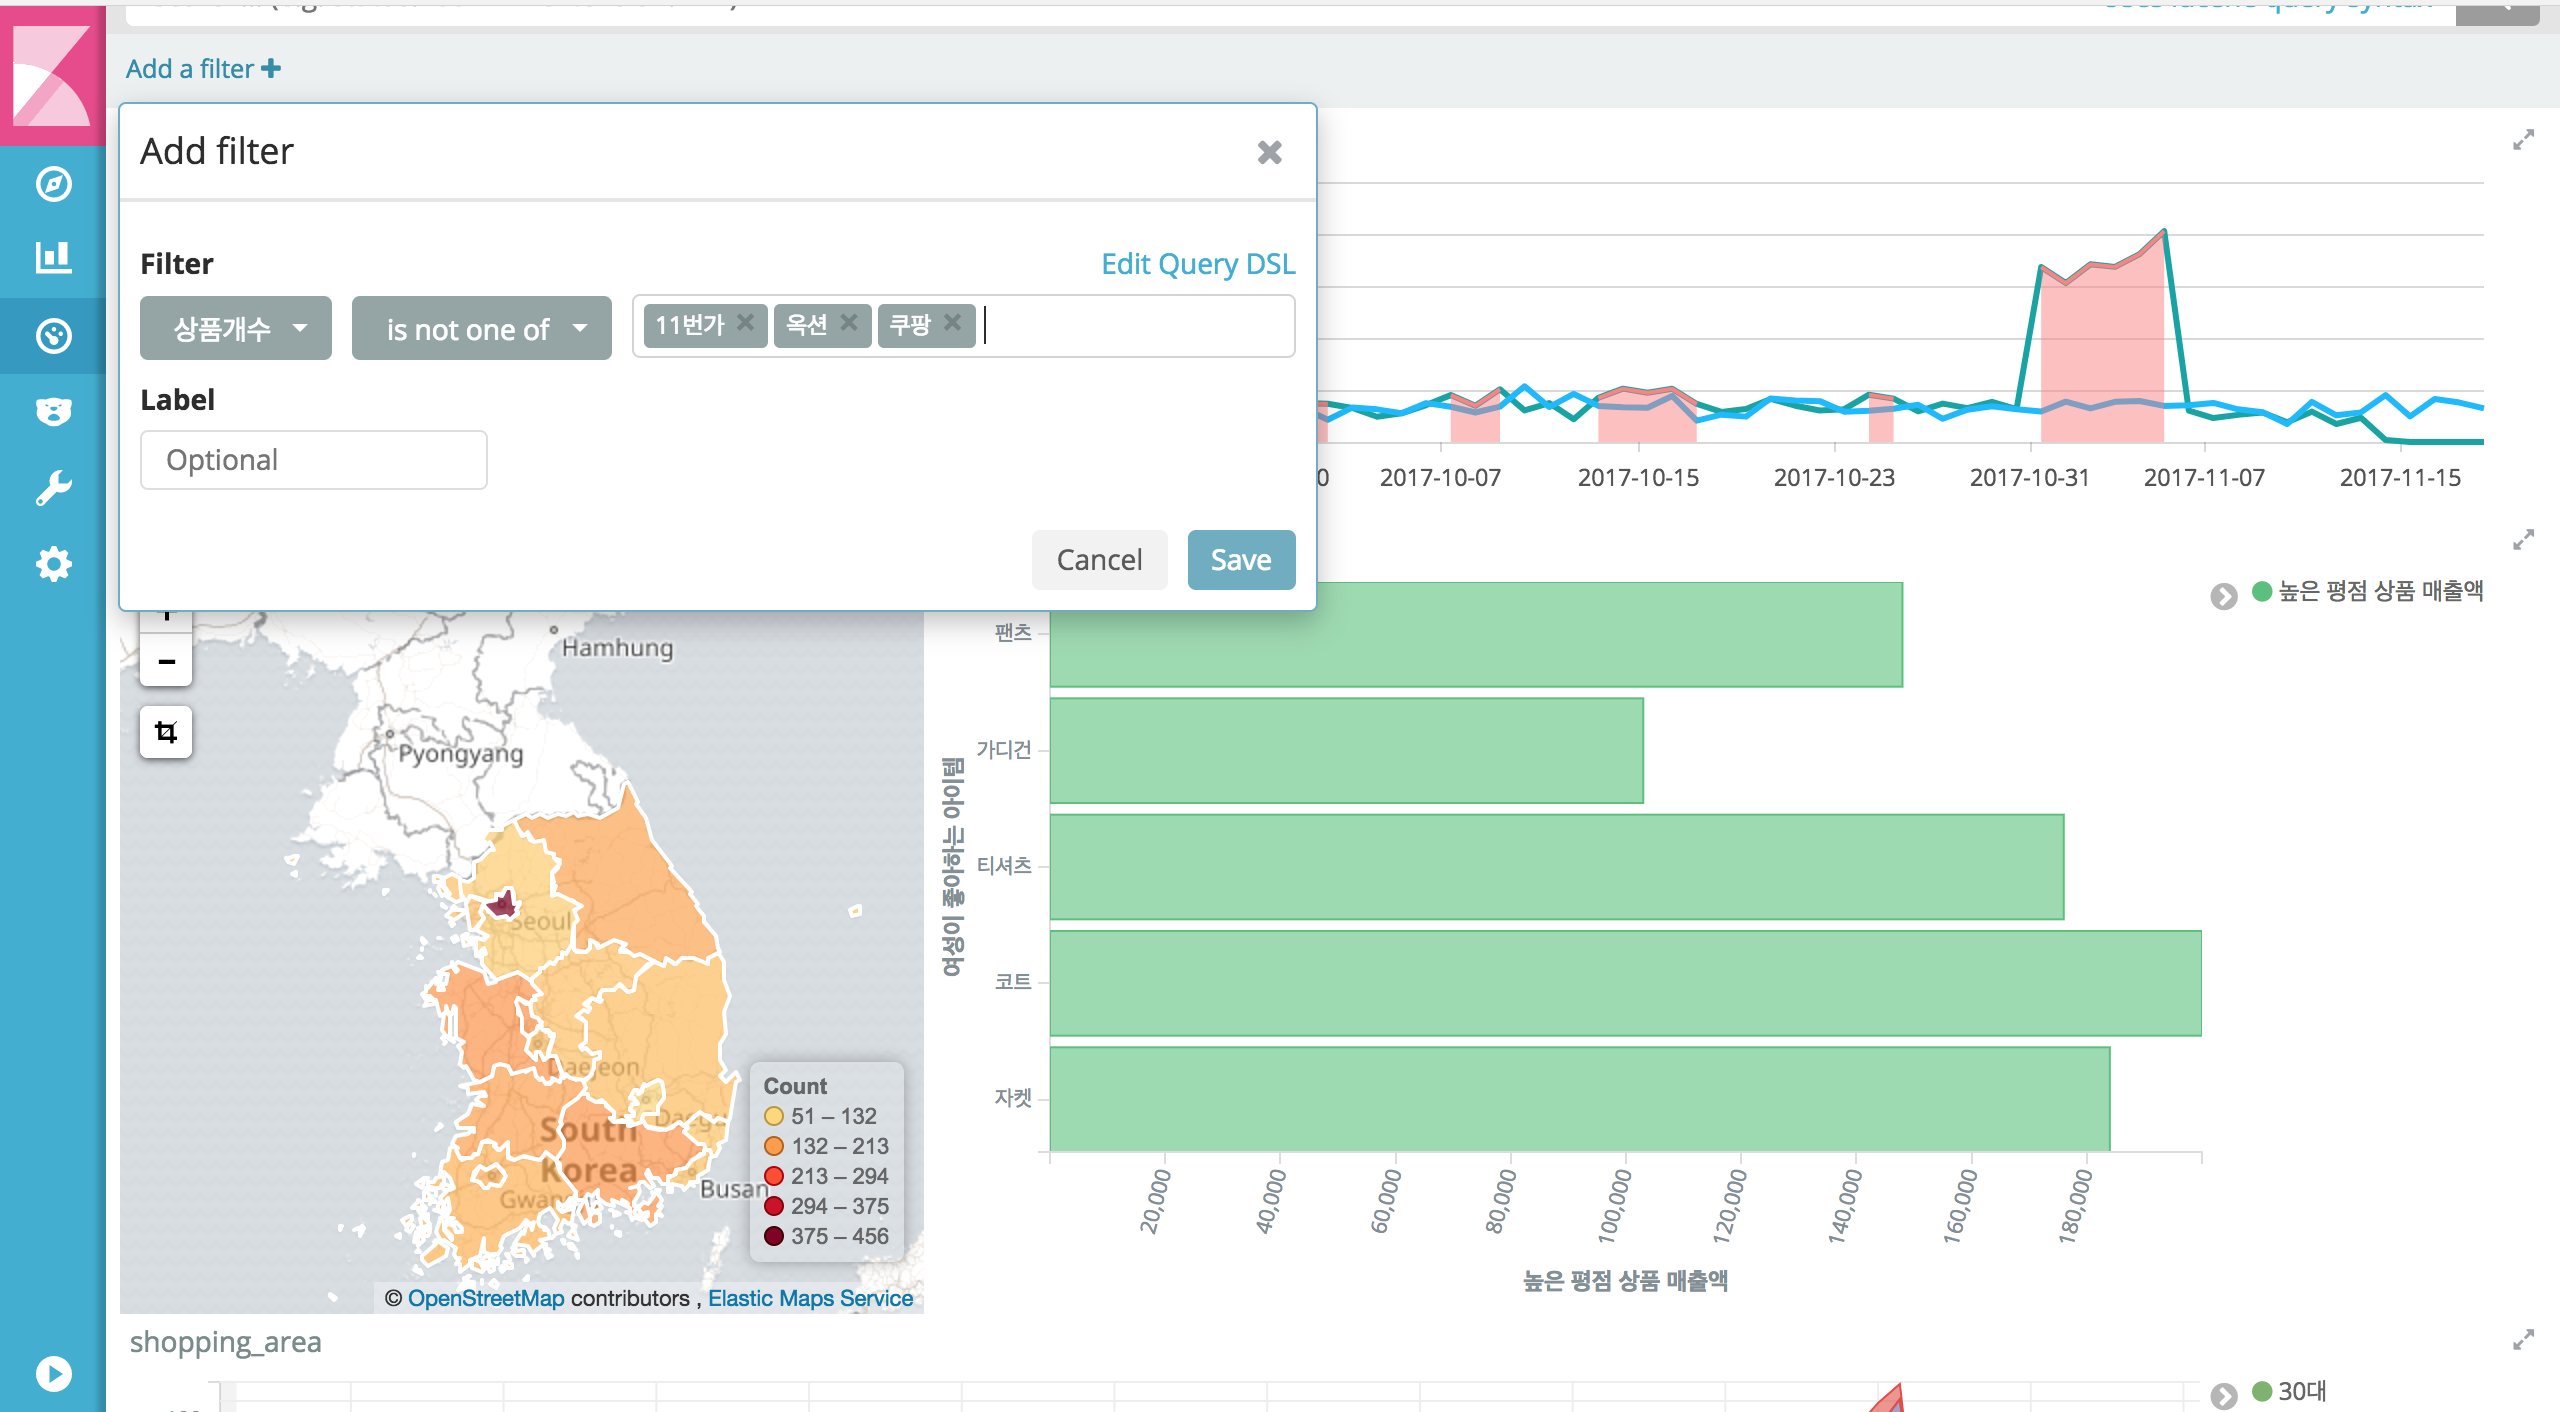 Add a filter
Add filter
Filter
Edit Query DSL
상품개수
is not one of
11번가
옥션
쿠팡
Label
Optional
Cancel
Save
2017-10-07
2017-10-15
2017-10-23
2017-10-31
2017-11-07
2017-11-15
Hamhung
Pyongyang
Seoul
Daejeon
Daegu
South
Korea
Busan
Count
51 – 132
132 – 213
213 – 294
294 – 375
375 – 456
© OpenStreetMap contributors , Elastic Maps Service
높은 평점 상품 매출액
여성이 좋아하는 아이템
팬츠
가디건
티셔츠
코트
자켓
20,000
40,000
60,000
80,000
100,000
120,000
140,000
160,000
180,000
높은 평점 상품 매출액
shopping_area
30대